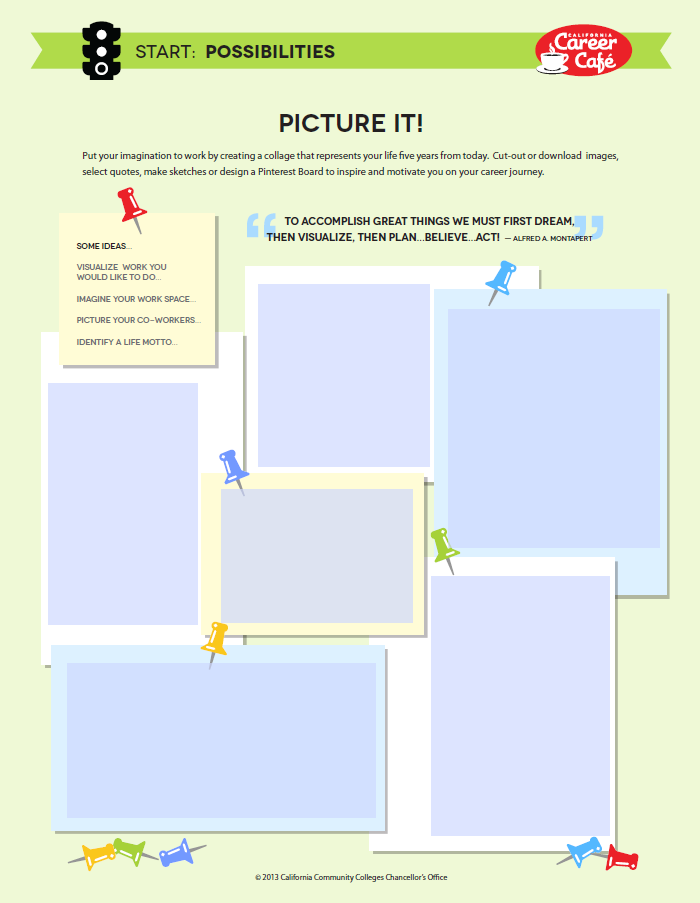 START: POSSIBILITIES
CALIFORNIA
Career
Café
PICTURE IT!
Put your imagination to work by creating a collage that represents your life five years from today. Cut-out or download images,
select quotes, make sketches or design a Pinterest Board to inspire and motivate you on your career journey.
“ TO ACCOMPLISH GREAT THINGS WE MUST FIRST DREAM, ”
THEN VISUALIZE, THEN PLAN...BELIEVE...ACT! — ALFRED A. MONTAPERT
SOME IDEAS...
VISUALIZE WORK YOU
WOULD LIKE TO DO...
IMAGINE YOUR WORK SPACE...
PICTURE YOUR CO-WORKERS...
IDENTIFY A LIFE MOTTO...
© 2013 California Community Colleges Chancellor's Office